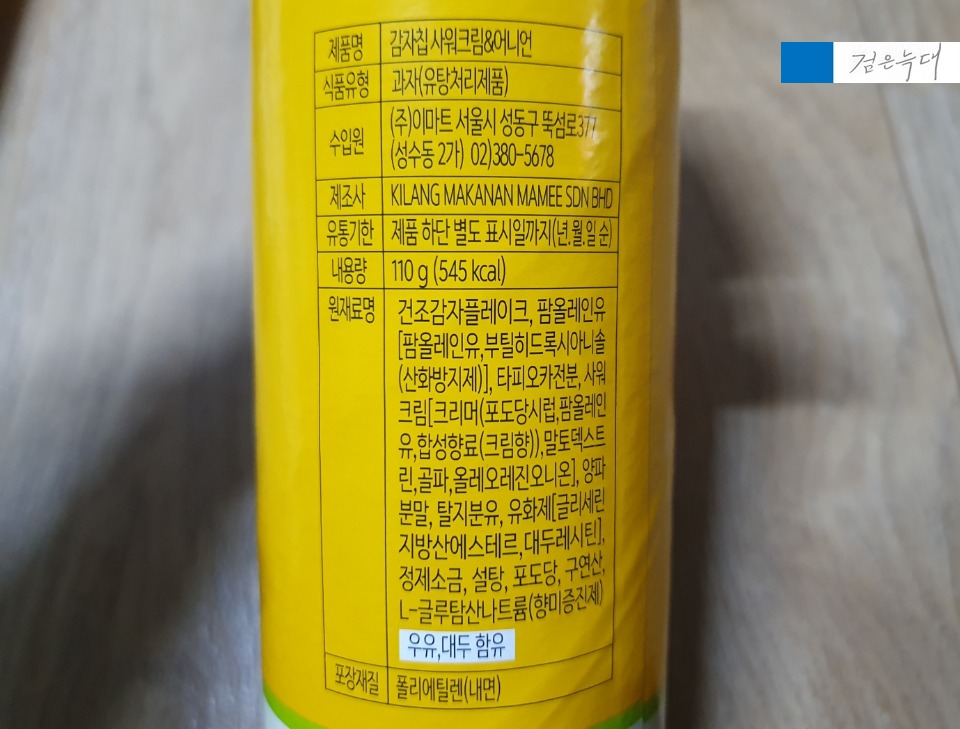 검은늑대
제품명 감자칩 사워크림&어니언
식품유형 과자(유탕처리제품)
수입원 (주)이마트 서울시 성동구 뚝섬로377
(성수동 2가) 02)380-5678
제조사 KILANG MAKANAN MAMEE SDN BHD
유통기한 제품 하단 별도 표시일까지(년.월.일 순)
내용량 110 g (545 kcal)
원재료명 건조감자플레이크, 팜올레인유
[팜올레인유,부틸히드록시아니솔
(산화방지제)], 타피오카전분, 사워
크림[크리머(포도당시럽,팜올레인
유,합성향료(크림향)),말토덱스트
린,골파,올레오레진오니온], 양파
분말, 탈지분유, 유화제[글리세린
지방산에스테르,대두레시틴],
정제소금, 설탕, 포도당, 구연산,
L-글루탐산나트륨(향미증진제)
우유,대두 함유
포장재질 폴리에틸렌(내면)